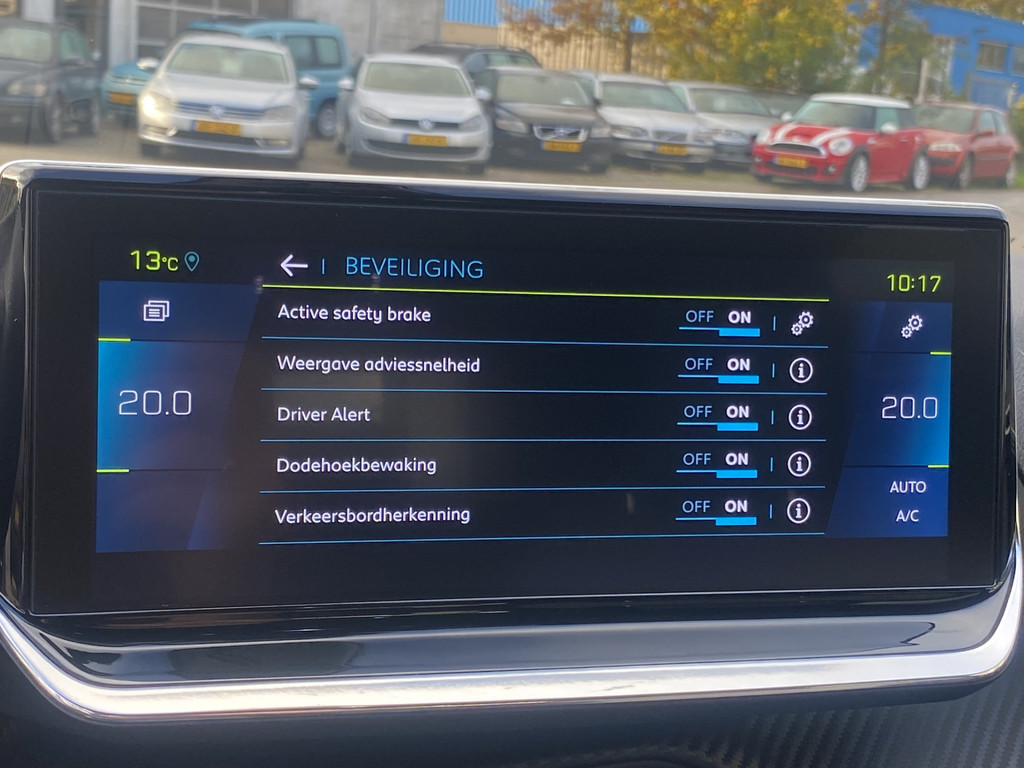 13°C
BEVEILIGING
10:17
Active safety brake OFF ON
Weergave adviessnelheid OFF ON
Driver Alert OFF ON
Dodehoekbewaking OFF ON
Verkeersbordherkenning OFF ON
20.0
20.0
AUTO
A/C